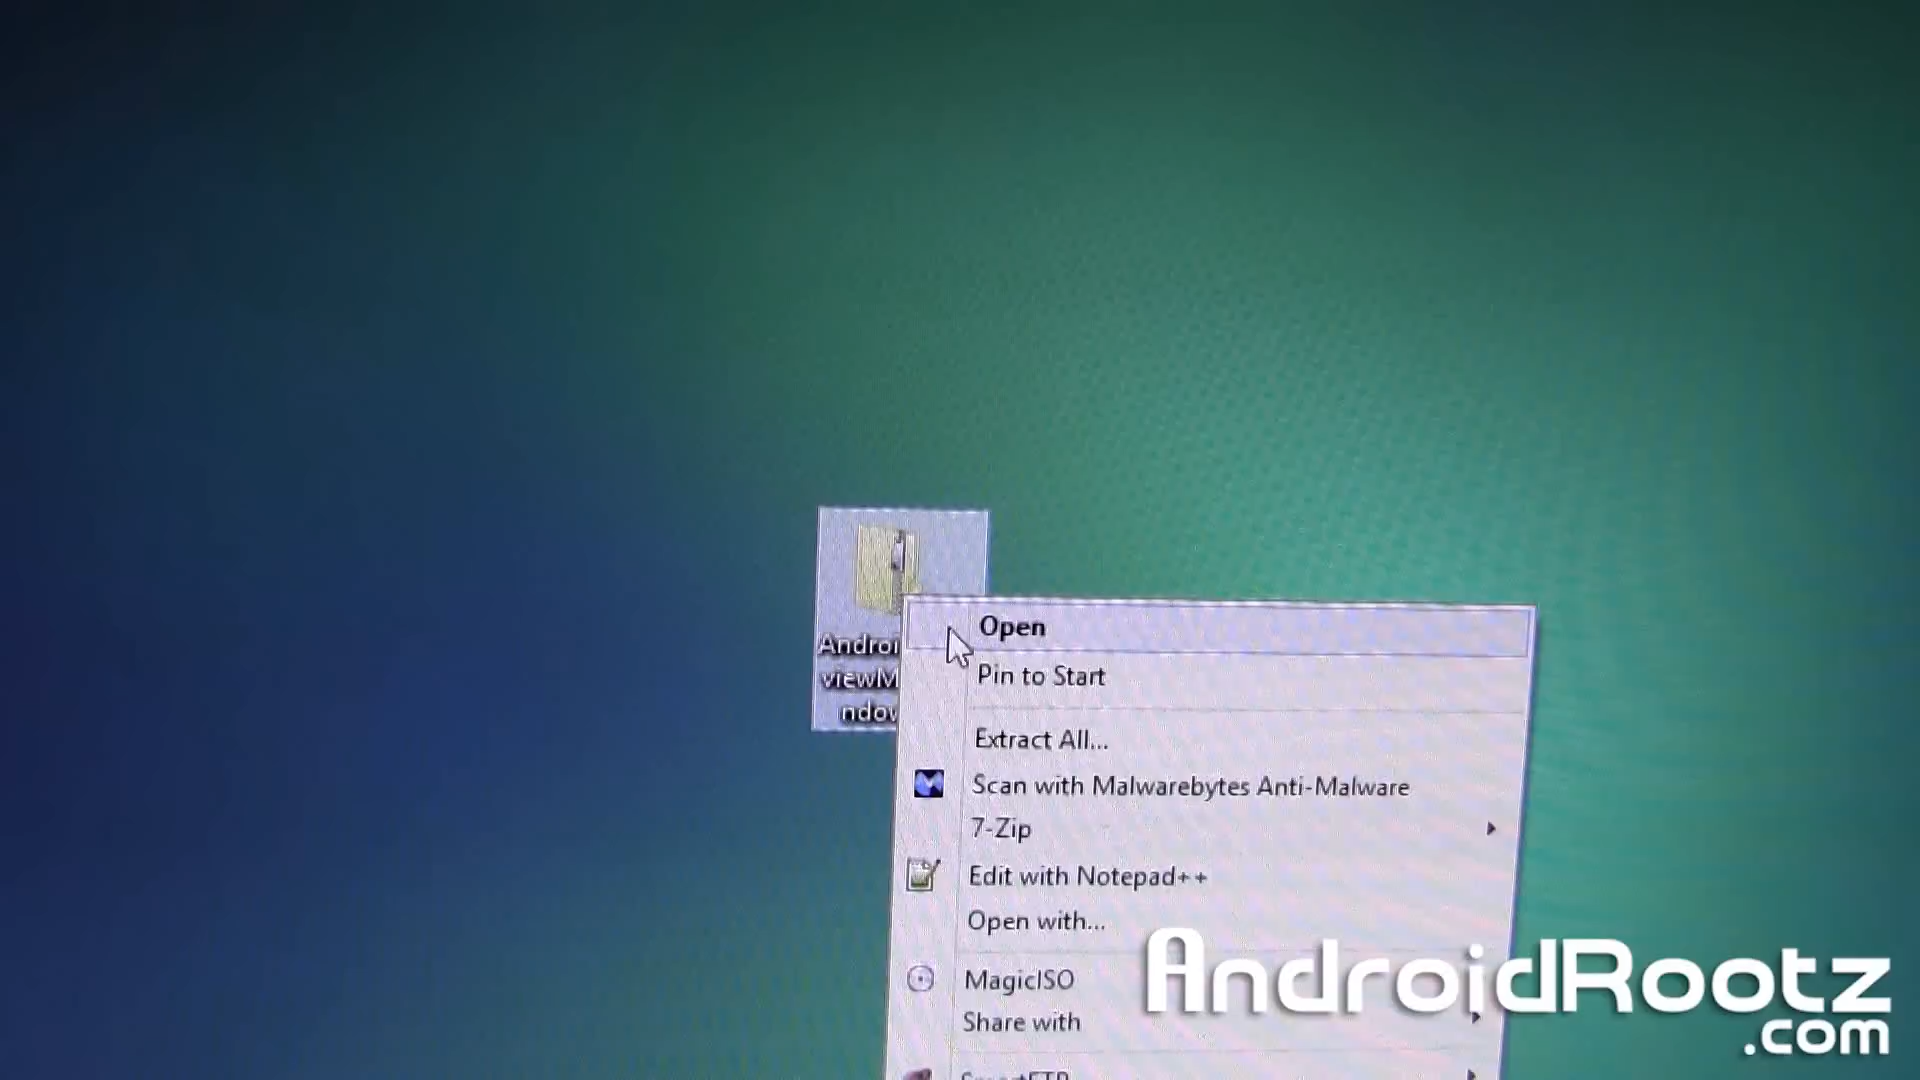 Androi
viewM
ndow
Open
Pin to Start
Extract All...
Scan with Malwarebytes Anti-Malware
7-Zip
Edit with Notepad++
Open with...
MagicISO
Share with
AndroidRootz
.com